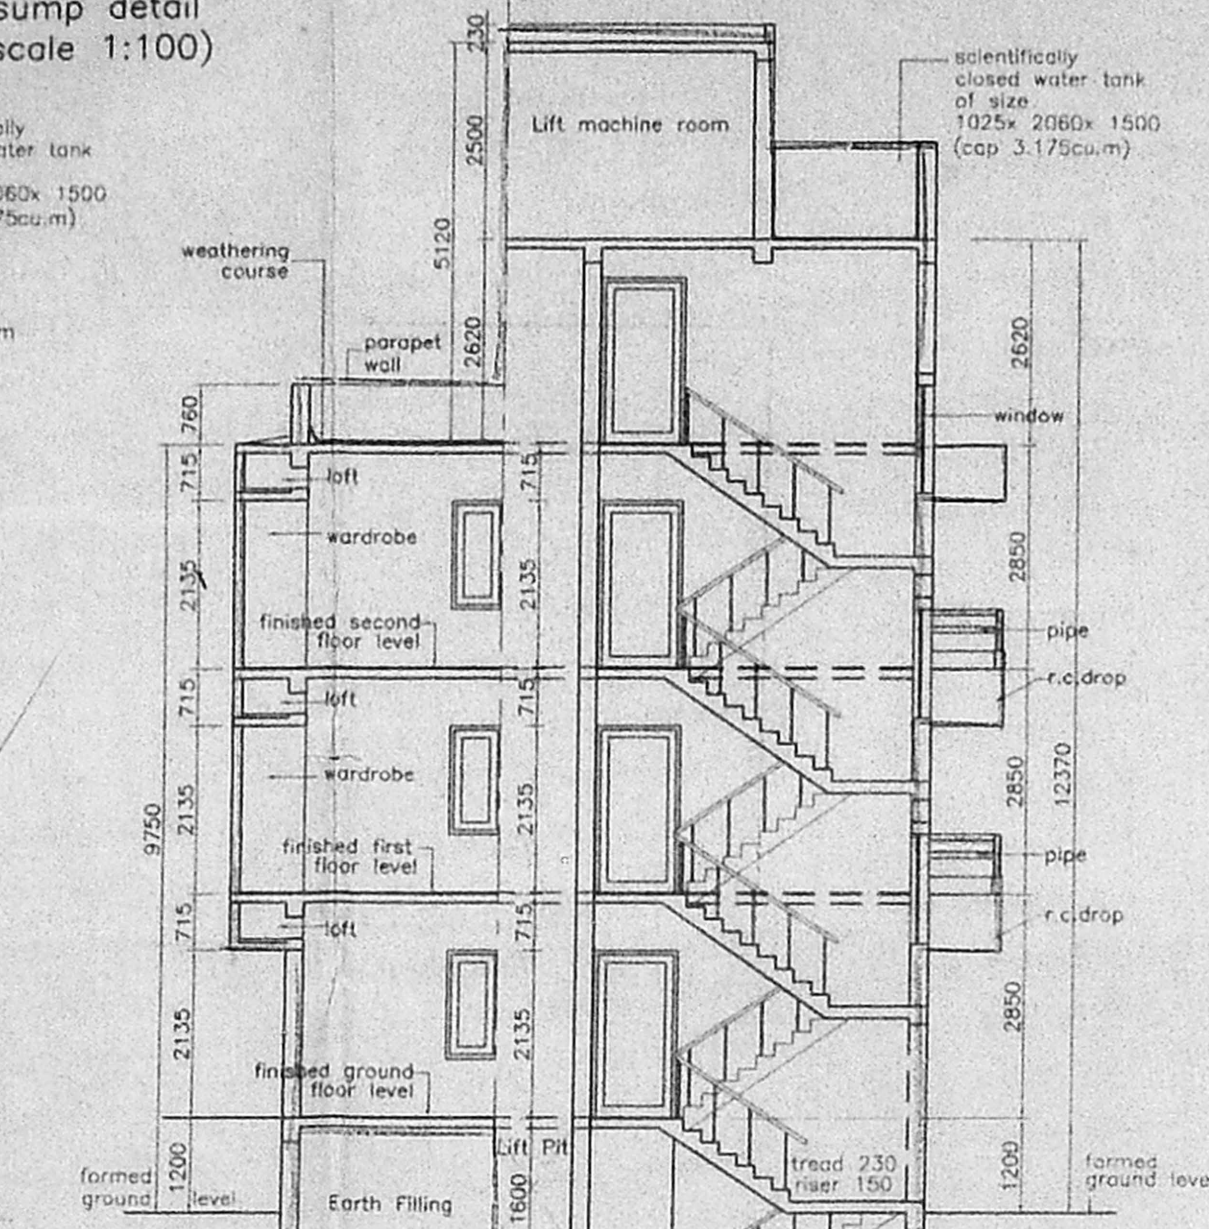 sump detail
scale 1:100)
scientifically
closed water tank
of size
1025x 2060x 1500
(cap 3.175cu.m)
ater tank
060x 1500
75cu.m)
230
2500
Lift machine room
5120
2620
weathering
course
parapet
wall
2620
window
760
715
715
loft
wardrobe
2135
2135
2850
finished second
floor level
pipe
r.c.drop
715
715
loft
wardrobe
2135
2135
2850
12370
9750
finished first
floor level
pipe
r.c.drop
715
715
loft
2135
2135
2850
finished ground
floor level
Lift Pit
tread 230
riser 150
1200
1200
formed
ground level
formed
ground leve
Earth Filling
1600